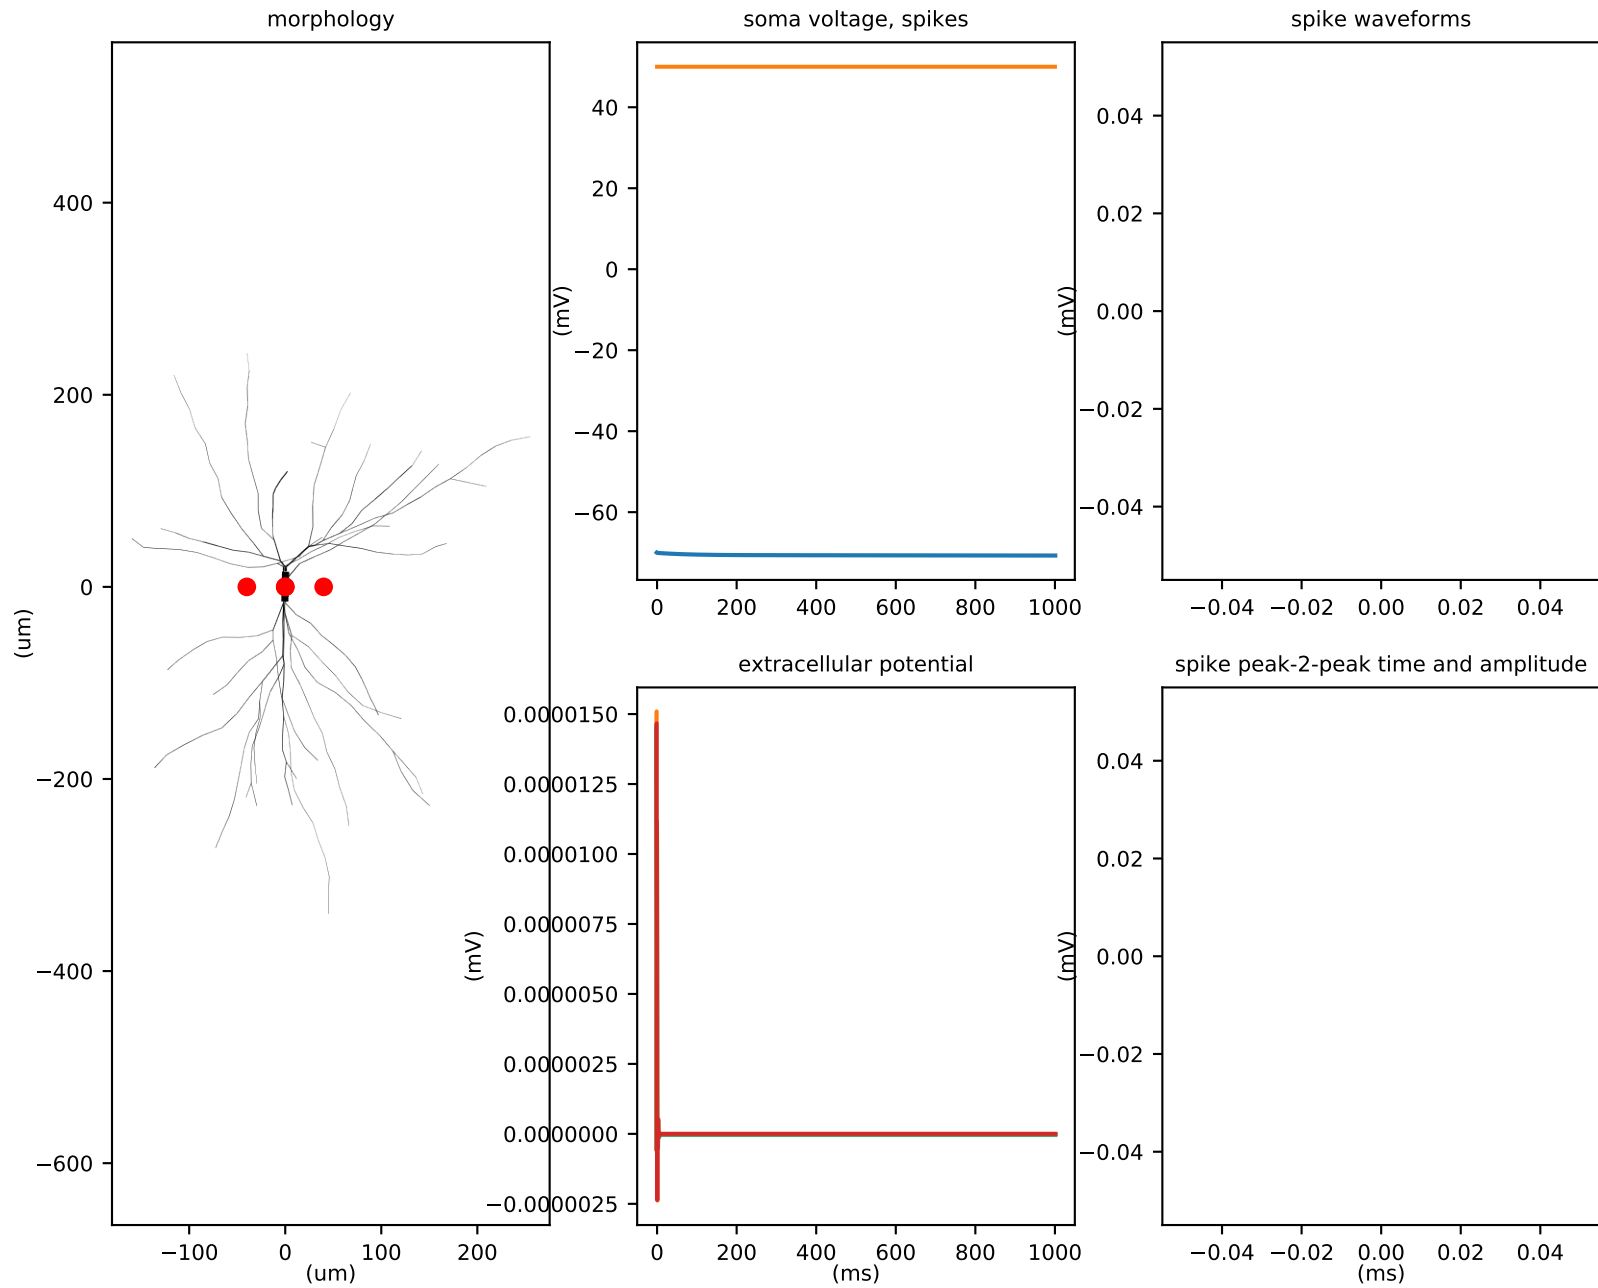 morphology
400
200
0
−200
−400
−600
(um)
−100 0 100 200
(um)
soma voltage, spikes
40
20
0
−20
−40
−60
(mV)
0 200 400 600 800 1000
spike waveforms
0.04
0.02
0.00
−0.02
−0.04
(mV)
−0.04 −0.02 0.00 0.02 0.04
extracellular potential
0.0000150
0.0000125
0.0000100
0.0000075
0.0000050
0.0000025
0.0000000
−0.0000025
(mV)
0 200 400 600 800 1000
(ms)
spike peak-2-peak time and amplitude
0.04
0.02
0.00
−0.02
−0.04
(mV)
−0.04 −0.02 0.00 0.02 0.04
(ms)